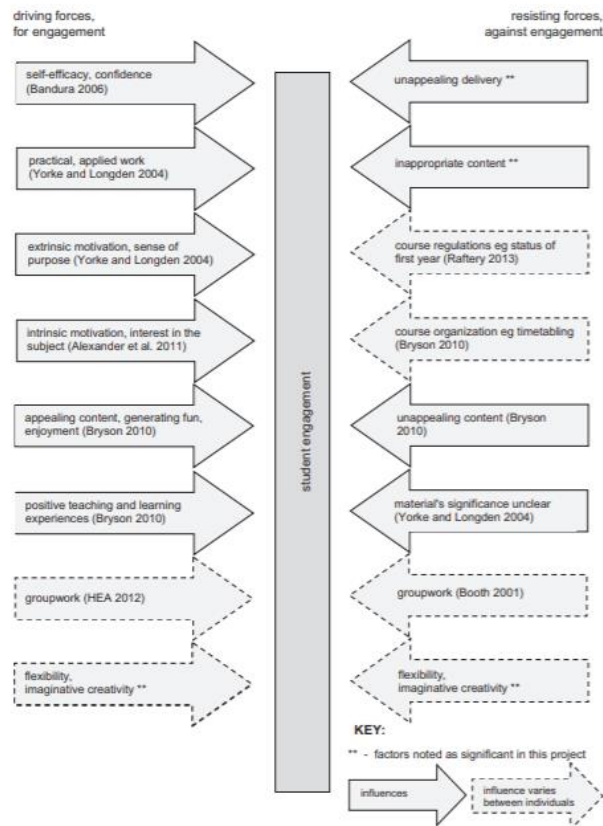 driving forces,
for engagement
resisting forces,
against engagement
self-efficacy, confidence
(Bandura 2006)
unappealing delivery **
practical, applied work
(Yorke and Longden 2004)
inappropriate content **
extrinsic motivation, sense of
purpose (Yorke and Longden 2004)
course regulations eg status of
first year (Raftery 2013)
intrinsic motivation, interest in the
subject (Alexander et al. 2011)
course organization eg timetabling
(Bryson 2010)
student engagement
appealing content, generating fun,
enjoyment (Bryson 2010)
unappealing content (Bryson
2010)
positive teaching and learning
experiences (Bryson 2010)
material's significance unclear
(Yorke and Longden 2004)
groupwork (HEA 2012)
groupwork (Booth 2001)
flexibility,
imaginative creativity **
flexibility,
imaginative creativity **
KEY:
** - factors noted as significant in this project
influences
influence varies
between individuals